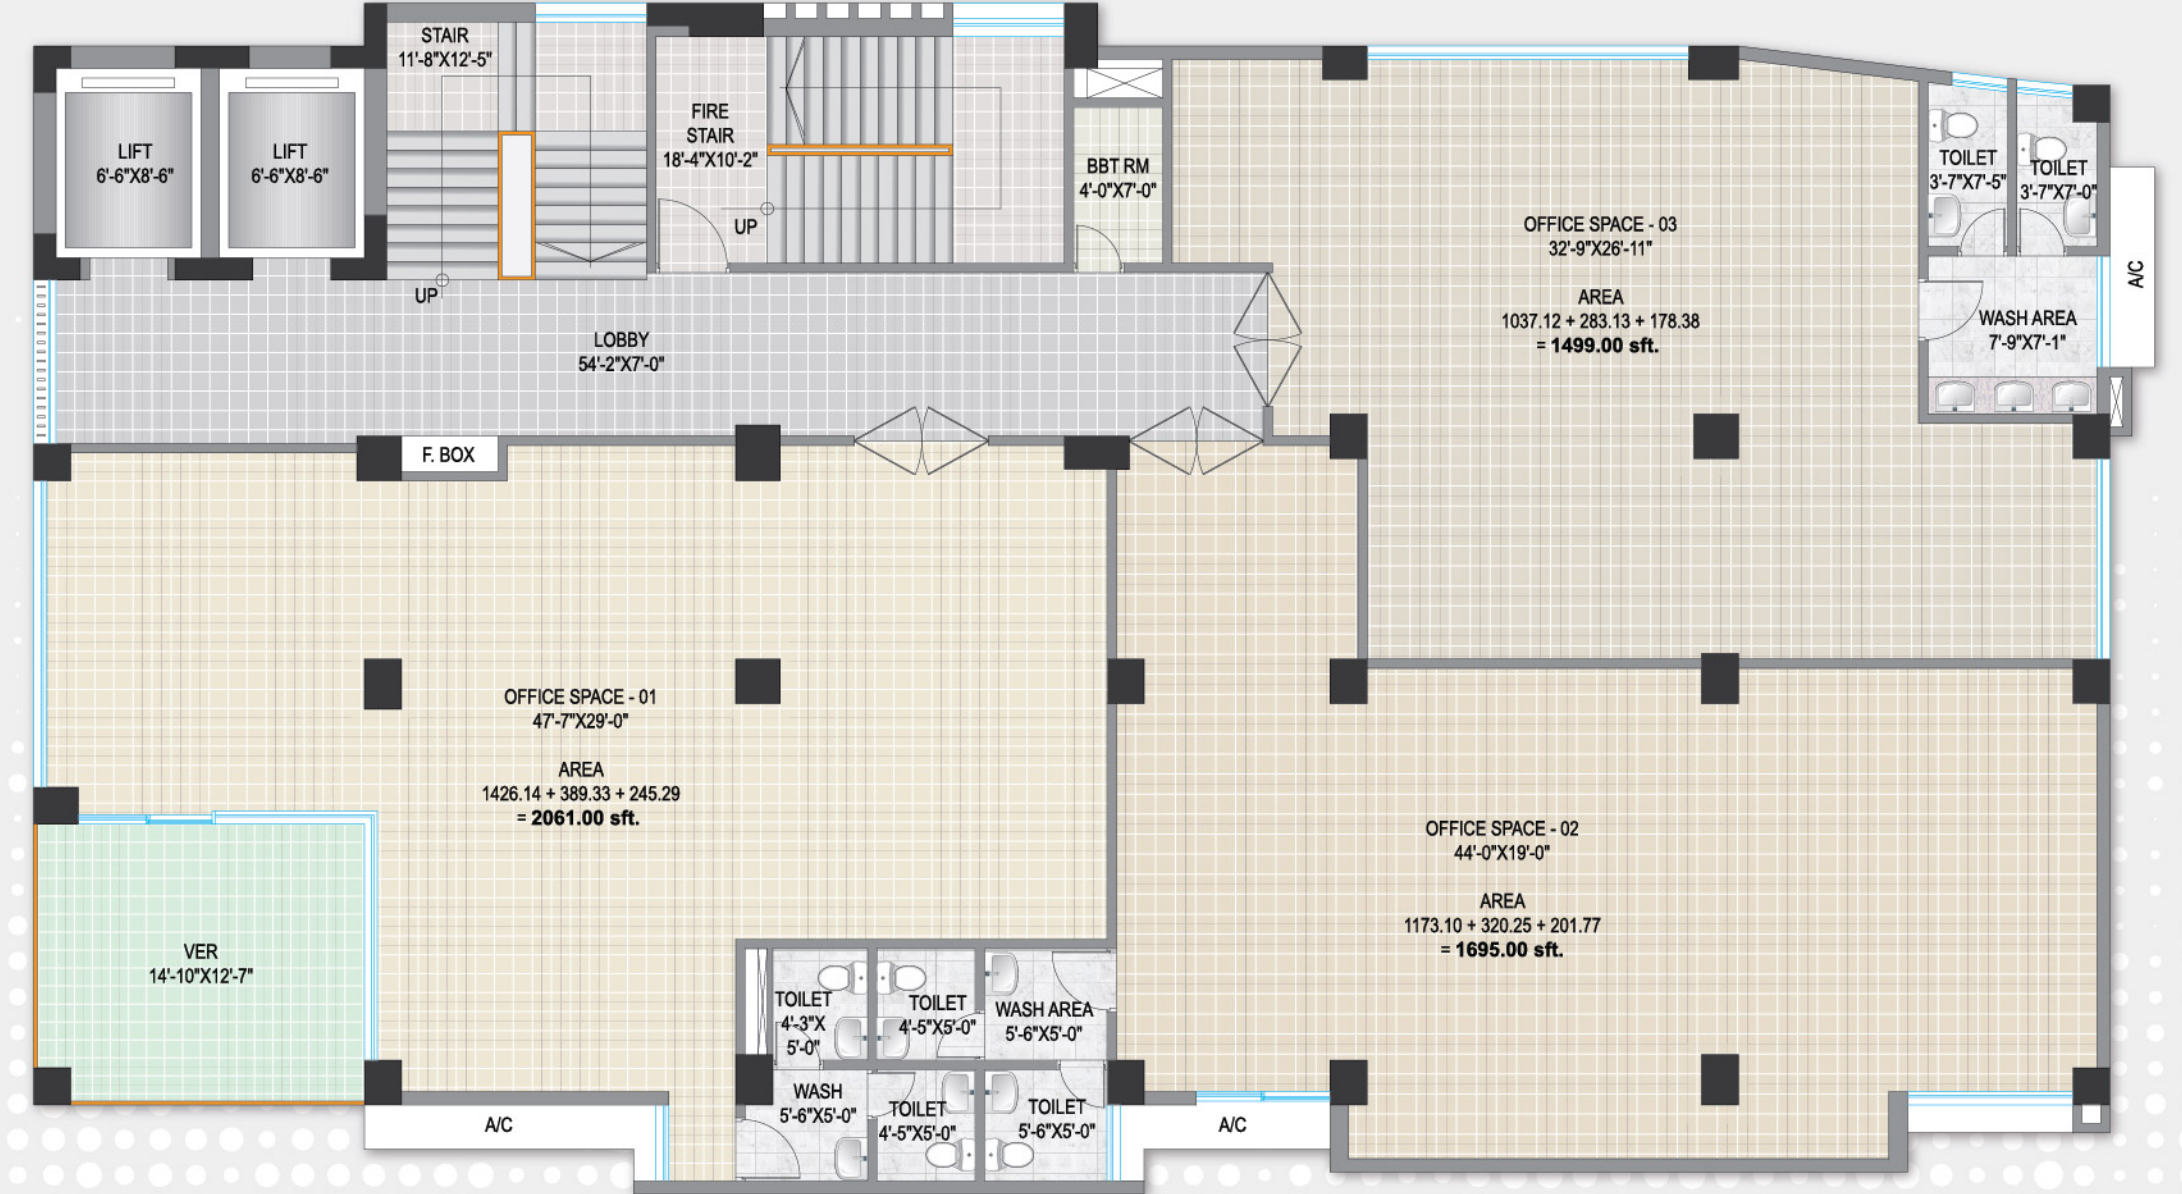 STAIR
11'-8"X12'-5"
LIFT
6'-6"X8'-6"
LIFT
6'-6"X8'-6"
UP
FIRE
STAIR
18'-4"X10'-2"
UP
BBT RM
4'-0"X7'-0"
OFFICE SPACE - 03
32'-9"X26'-11"
AREA
1037.12 + 283.13 + 178.38
= 1499.00 sft.
TOILET
3'-7"X7'-5"
TOILET
3'-7"X7'-0"
A/C
WASH AREA
7'-9"X7'-1"
LOBBY
54'-2"X7'-0"
F. BOX
OFFICE SPACE - 01
47'-7"X29'-0"
AREA
1426.14 + 389.33 + 245.29
= 2061.00 sft.
OFFICE SPACE - 02
44'-0"X19'-0"
AREA
1173.10 + 320.25 + 201.77
= 1695.00 sft.
VER
14'-10"X12'-7"
TOILET
4'-3"X
5'-0"
TOILET
4'-5"X5'-0"
WASH AREA
5'-6"X5'-0"
WASH
5'-6"X5'-0"
TOILET
4'-5"X5'-0"
TOILET
5'-6"X5'-0"
A/C
A/C